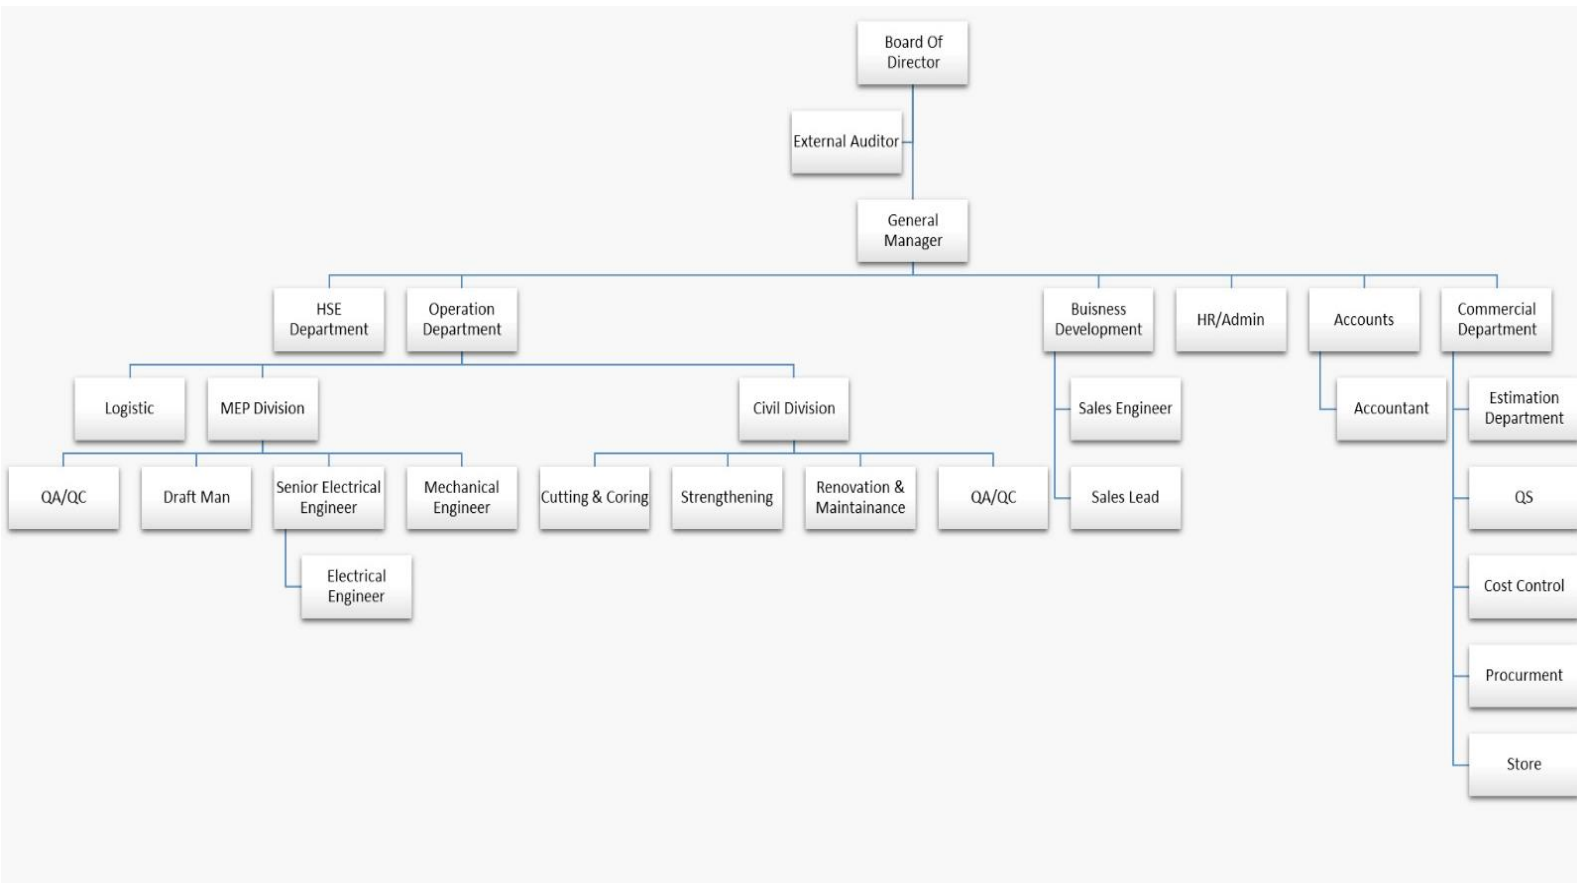 Board Of
Director
External Auditor
General
Manager
HSE
Department
Operation
Department
Buisness
Development
HR/Admin
Accounts
Commercial
Department
Logistic
MEP Division
Civil Division
Sales Engineer
Accountant
Estimation
Department
QA/QC
Draft Man
Senior Electrical
Engineer
Mechanical
Engineer
Cutting & Coring
Strengthening
Renovation &
Maintainance
QA/QC
Sales Lead
QS
Electrical
Engineer
Cost Control
Procurment
Store